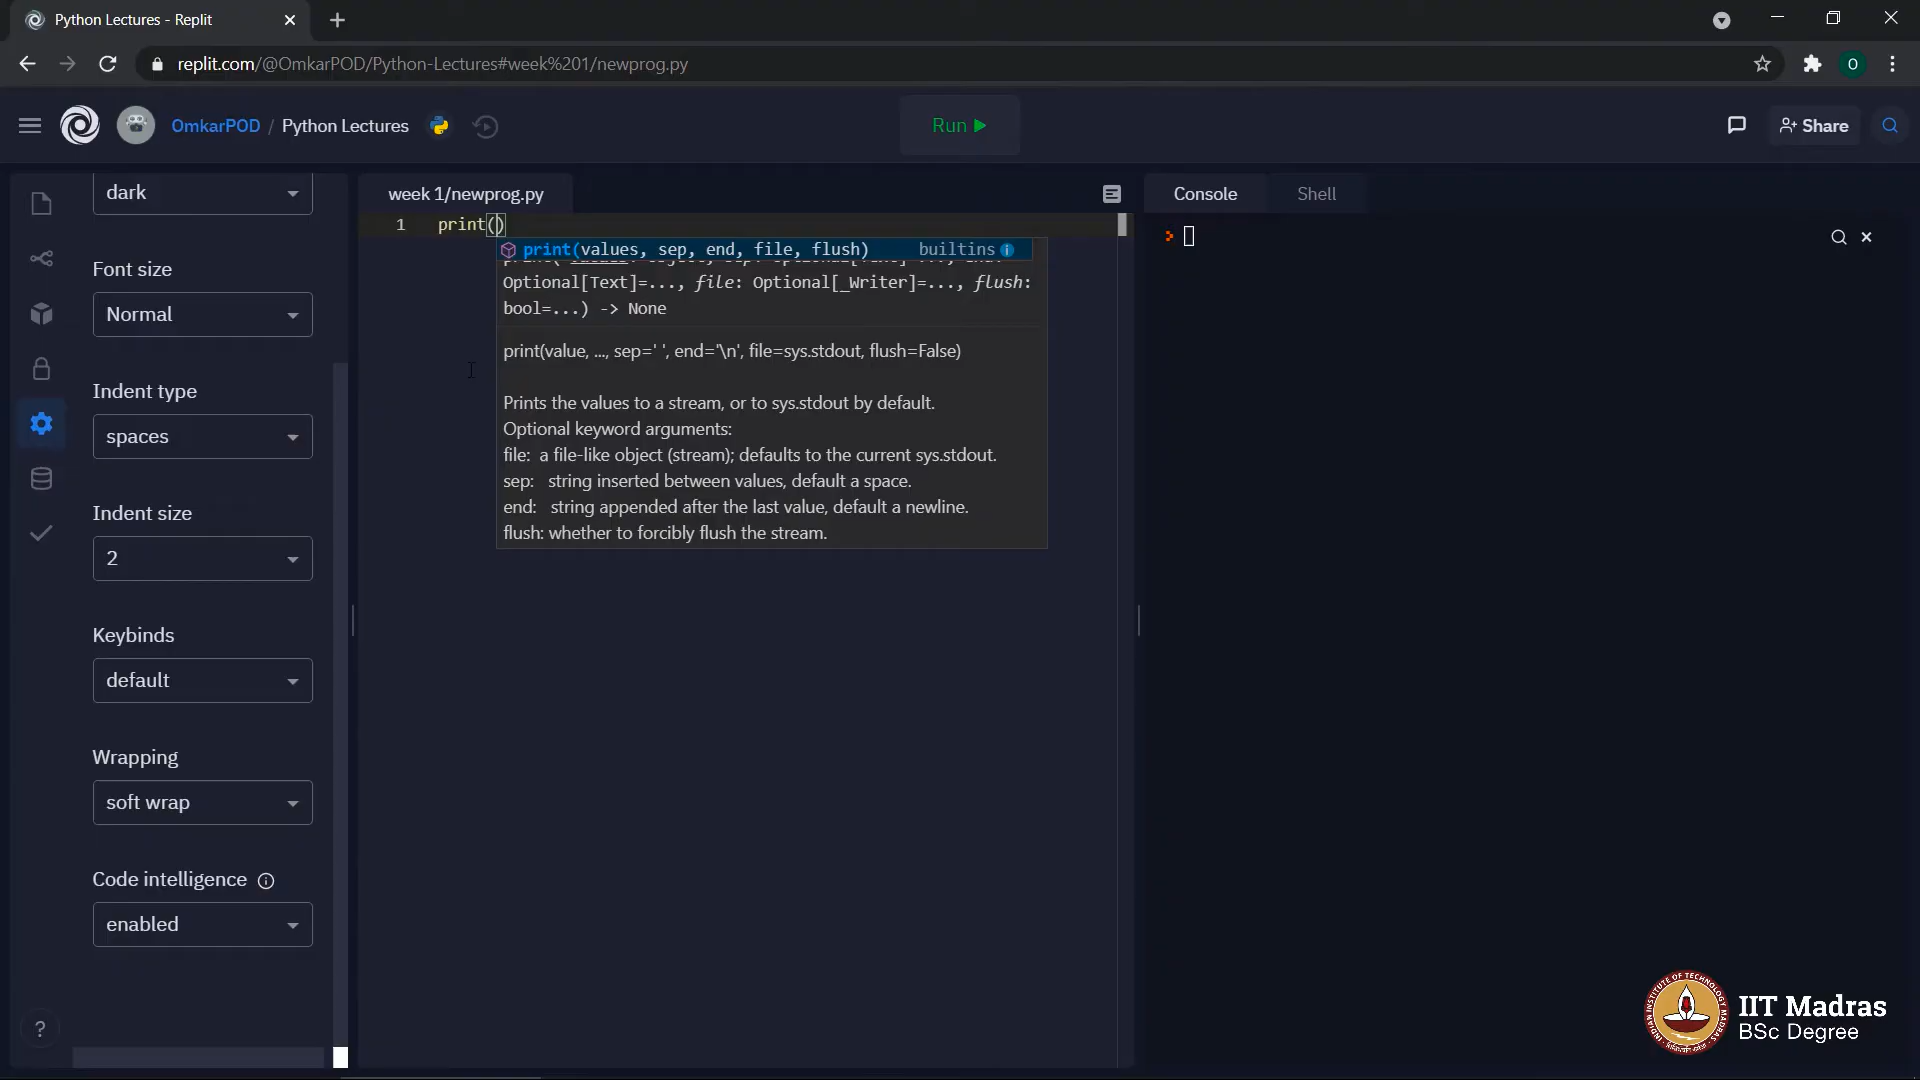 Python Lectures - Replit
replit.com/@OmkarPOD/Python-Lectures#week%201/newprog.py
O
OmkarPOD / Python Lectures
Run
Share
dark
Font size
Normal
Indent type
spaces
Indent size
2
Keybinds
default
Wrapping
soft wrap
Code intelligence
enabled
?
week 1/newprog.py
1 print()
print(values, sep, end, file, flush) builtins
Optional[Text]=..., file: Optional[_Writer]=..., flush:
bool=...) -> None
print(value, ..., sep=' ', end='\n', file=sys.stdout, flush=False)
Prints the values to a stream, or to sys.stdout by default.
Optional keyword arguments:
file: a file-like object (stream); defaults to the current sys.stdout.
sep: string inserted between values, default a space.
end: string appended after the last value, default a newline.
flush: whether to forcibly flush the stream.
Console
Shell
>
IIT Madras
BSc Degree